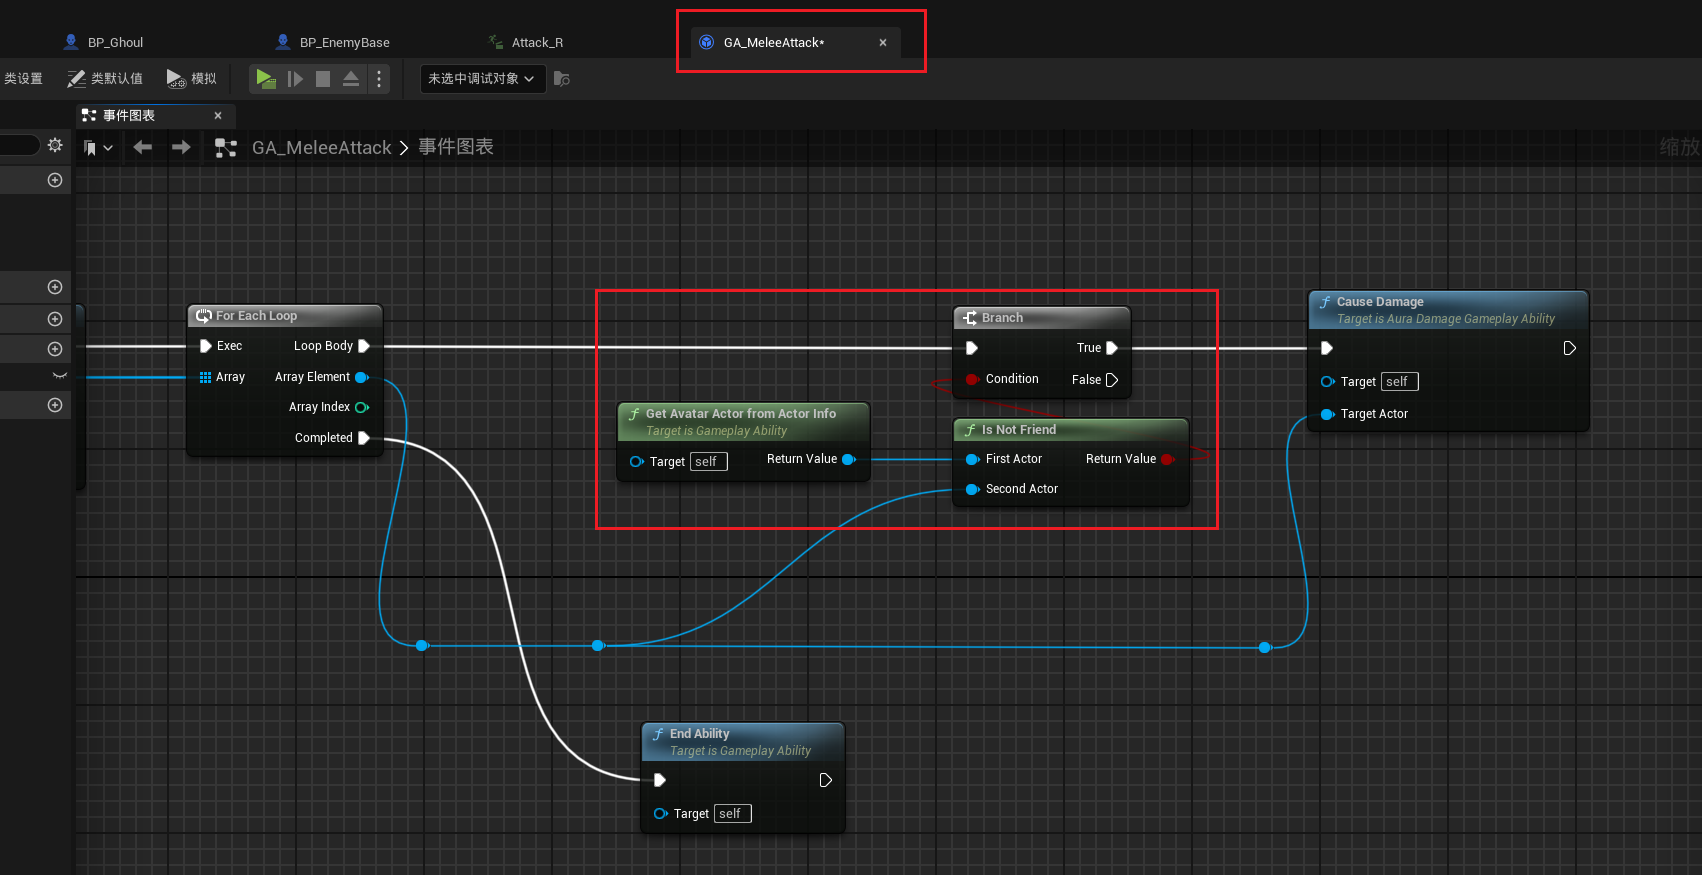 BP_Ghoul
BP_EnemyBase
Attack_R
GA_MeleeAttack*
类设置
类默认值
模拟
未选中调试对象
事件图表
GA_MeleeAttack > 事件图表
缩放
For Each Loop
Exec
Loop Body
Array
Array Element
Array Index
Completed
Get Avatar Actor from Actor Info
Target is Gameplay Ability
Target self
Return Value
Branch
True
Condition
False
Is Not Friend
First Actor
Return Value
Second Actor
Cause Damage
Target is Aura Damage Gameplay Ability
Target self
Target Actor
End Ability
Target is Gameplay Ability
Target self